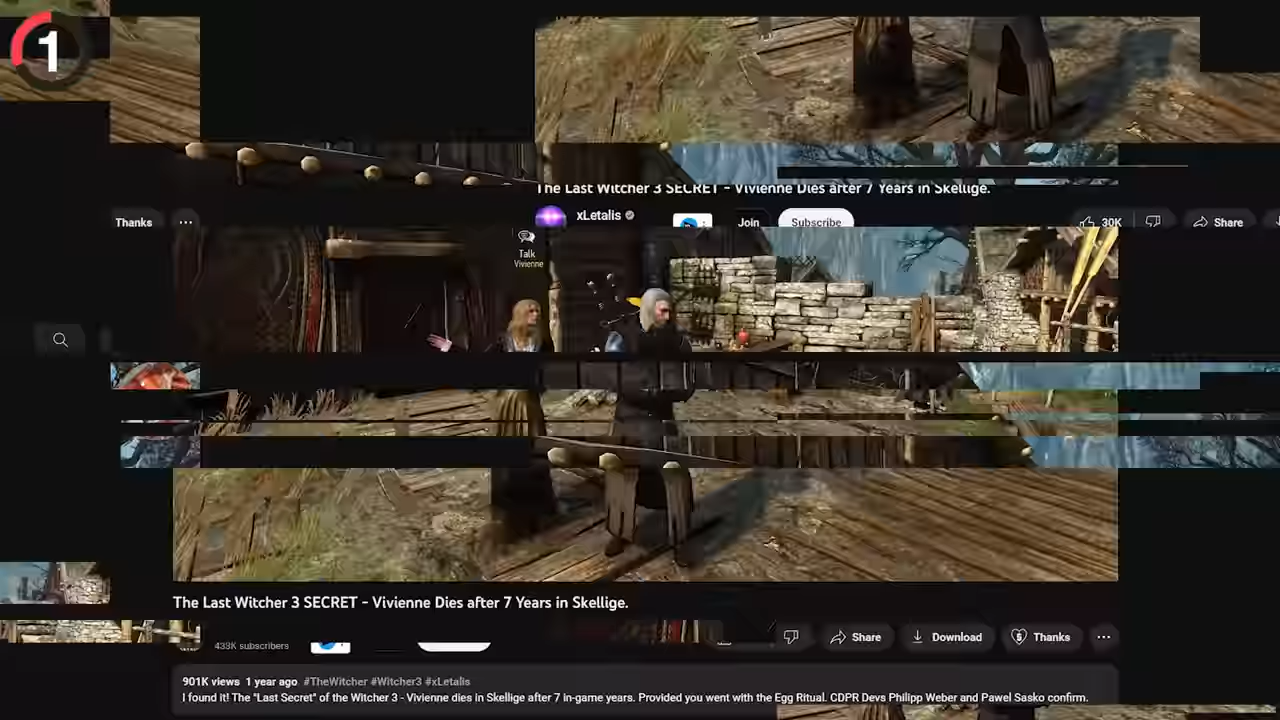 1
The Last Witcher 3 SECRET - Vivienne Dies after 7 Years in Skellige.
xLetalis
Join
Subscribe
30K
Share
Thanks
Talk
Vivienne
The Last Witcher 3 SECRET - Vivienne Dies after 7 Years in Skellige.
433K subscribers
Share
Download
Thanks
901K views 1 year ago #TheWitcher #Witcher3 #xLetalis
I found it! The "Last Secret" of the Witcher 3 - Vivienne dies in Skellige after 7 in-game years. Provided you went with the Egg Ritual. CDPR Devs Philipp Weber and Pawel Sasko confirm.